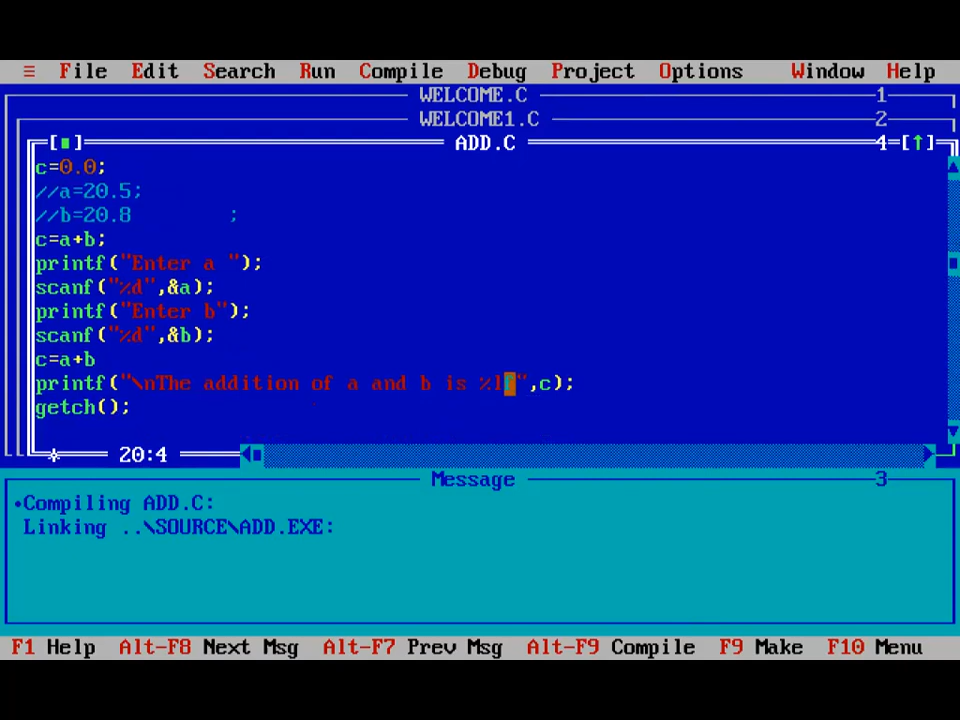 ≡ File Edit Search Run Compile Debug Project Options Window Help
WELCOME.C 1
WELCOME1.C 2
[■] ADD.C 4=[↑]
c=0.0;
//a=20.5;
//b=20.8 ;
c=a+b;
printf("Enter a ");
scanf("%d",&a);
printf("Enter b");
scanf("%d",&b);
c=a+b
printf("\nThe addition of a and b is %lf",c);
getch();
20:4
Message 3
•Compiling ADD.C:
Linking ..\SOURCE\ADD.EXE:
F1 Help Alt-F8 Next Msg Alt-F7 Prev Msg Alt-F9 Compile F9 Make F10 Menu